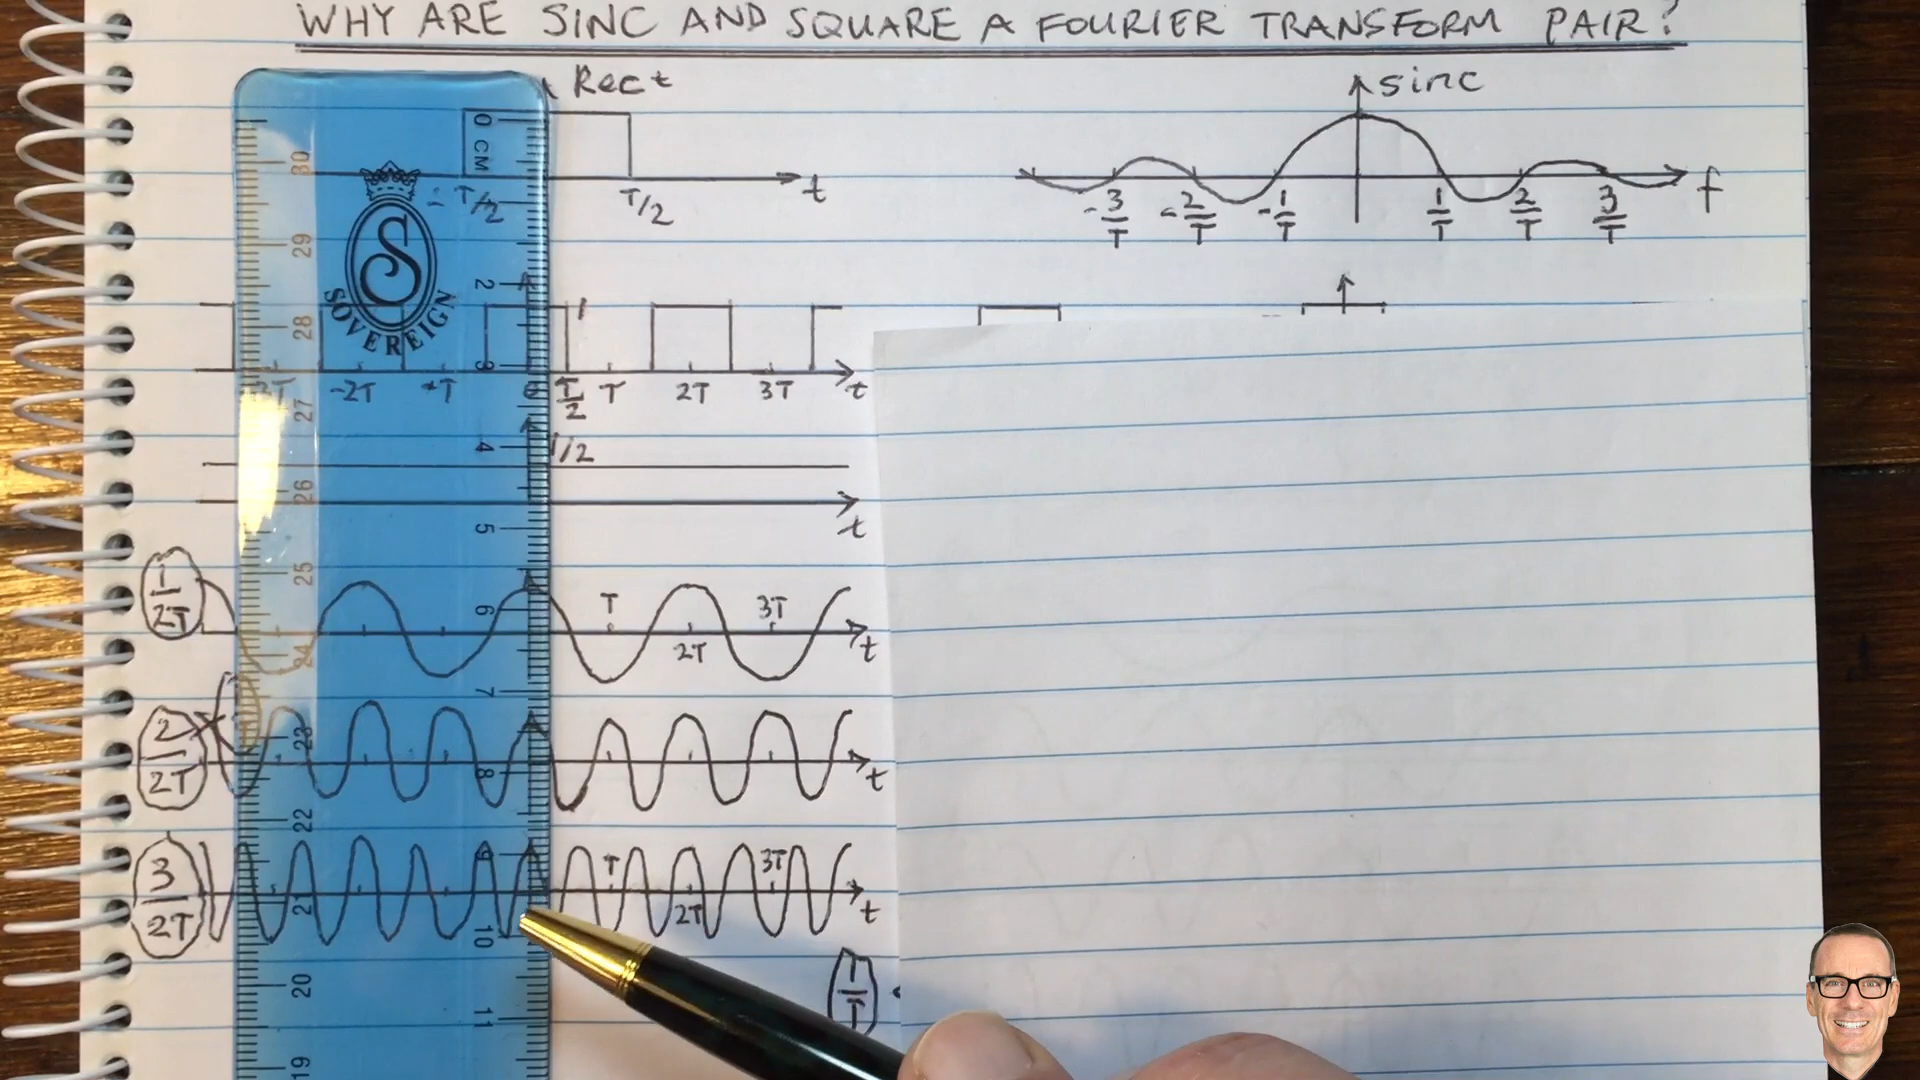 WHY ARE SINC AND SQUARE A FOURIER TRANSFORM PAIR?
Rect
sinc
0 CM
30
-T/2
T/2
t
-3/T -2/T -1/T 1/T 2/T 3/T
f
S
SOVEREIGN
29
2
28
1
3
-2T -T 0 T/2 T 2T 3T t
27
4
1/2
26
5
t
25
1/2T
6
T
2T
3T
t
24
7
2/2T
23
8
t
22
9
3/2T
T
2T
3T
t
21
10
1/T
20
11
19